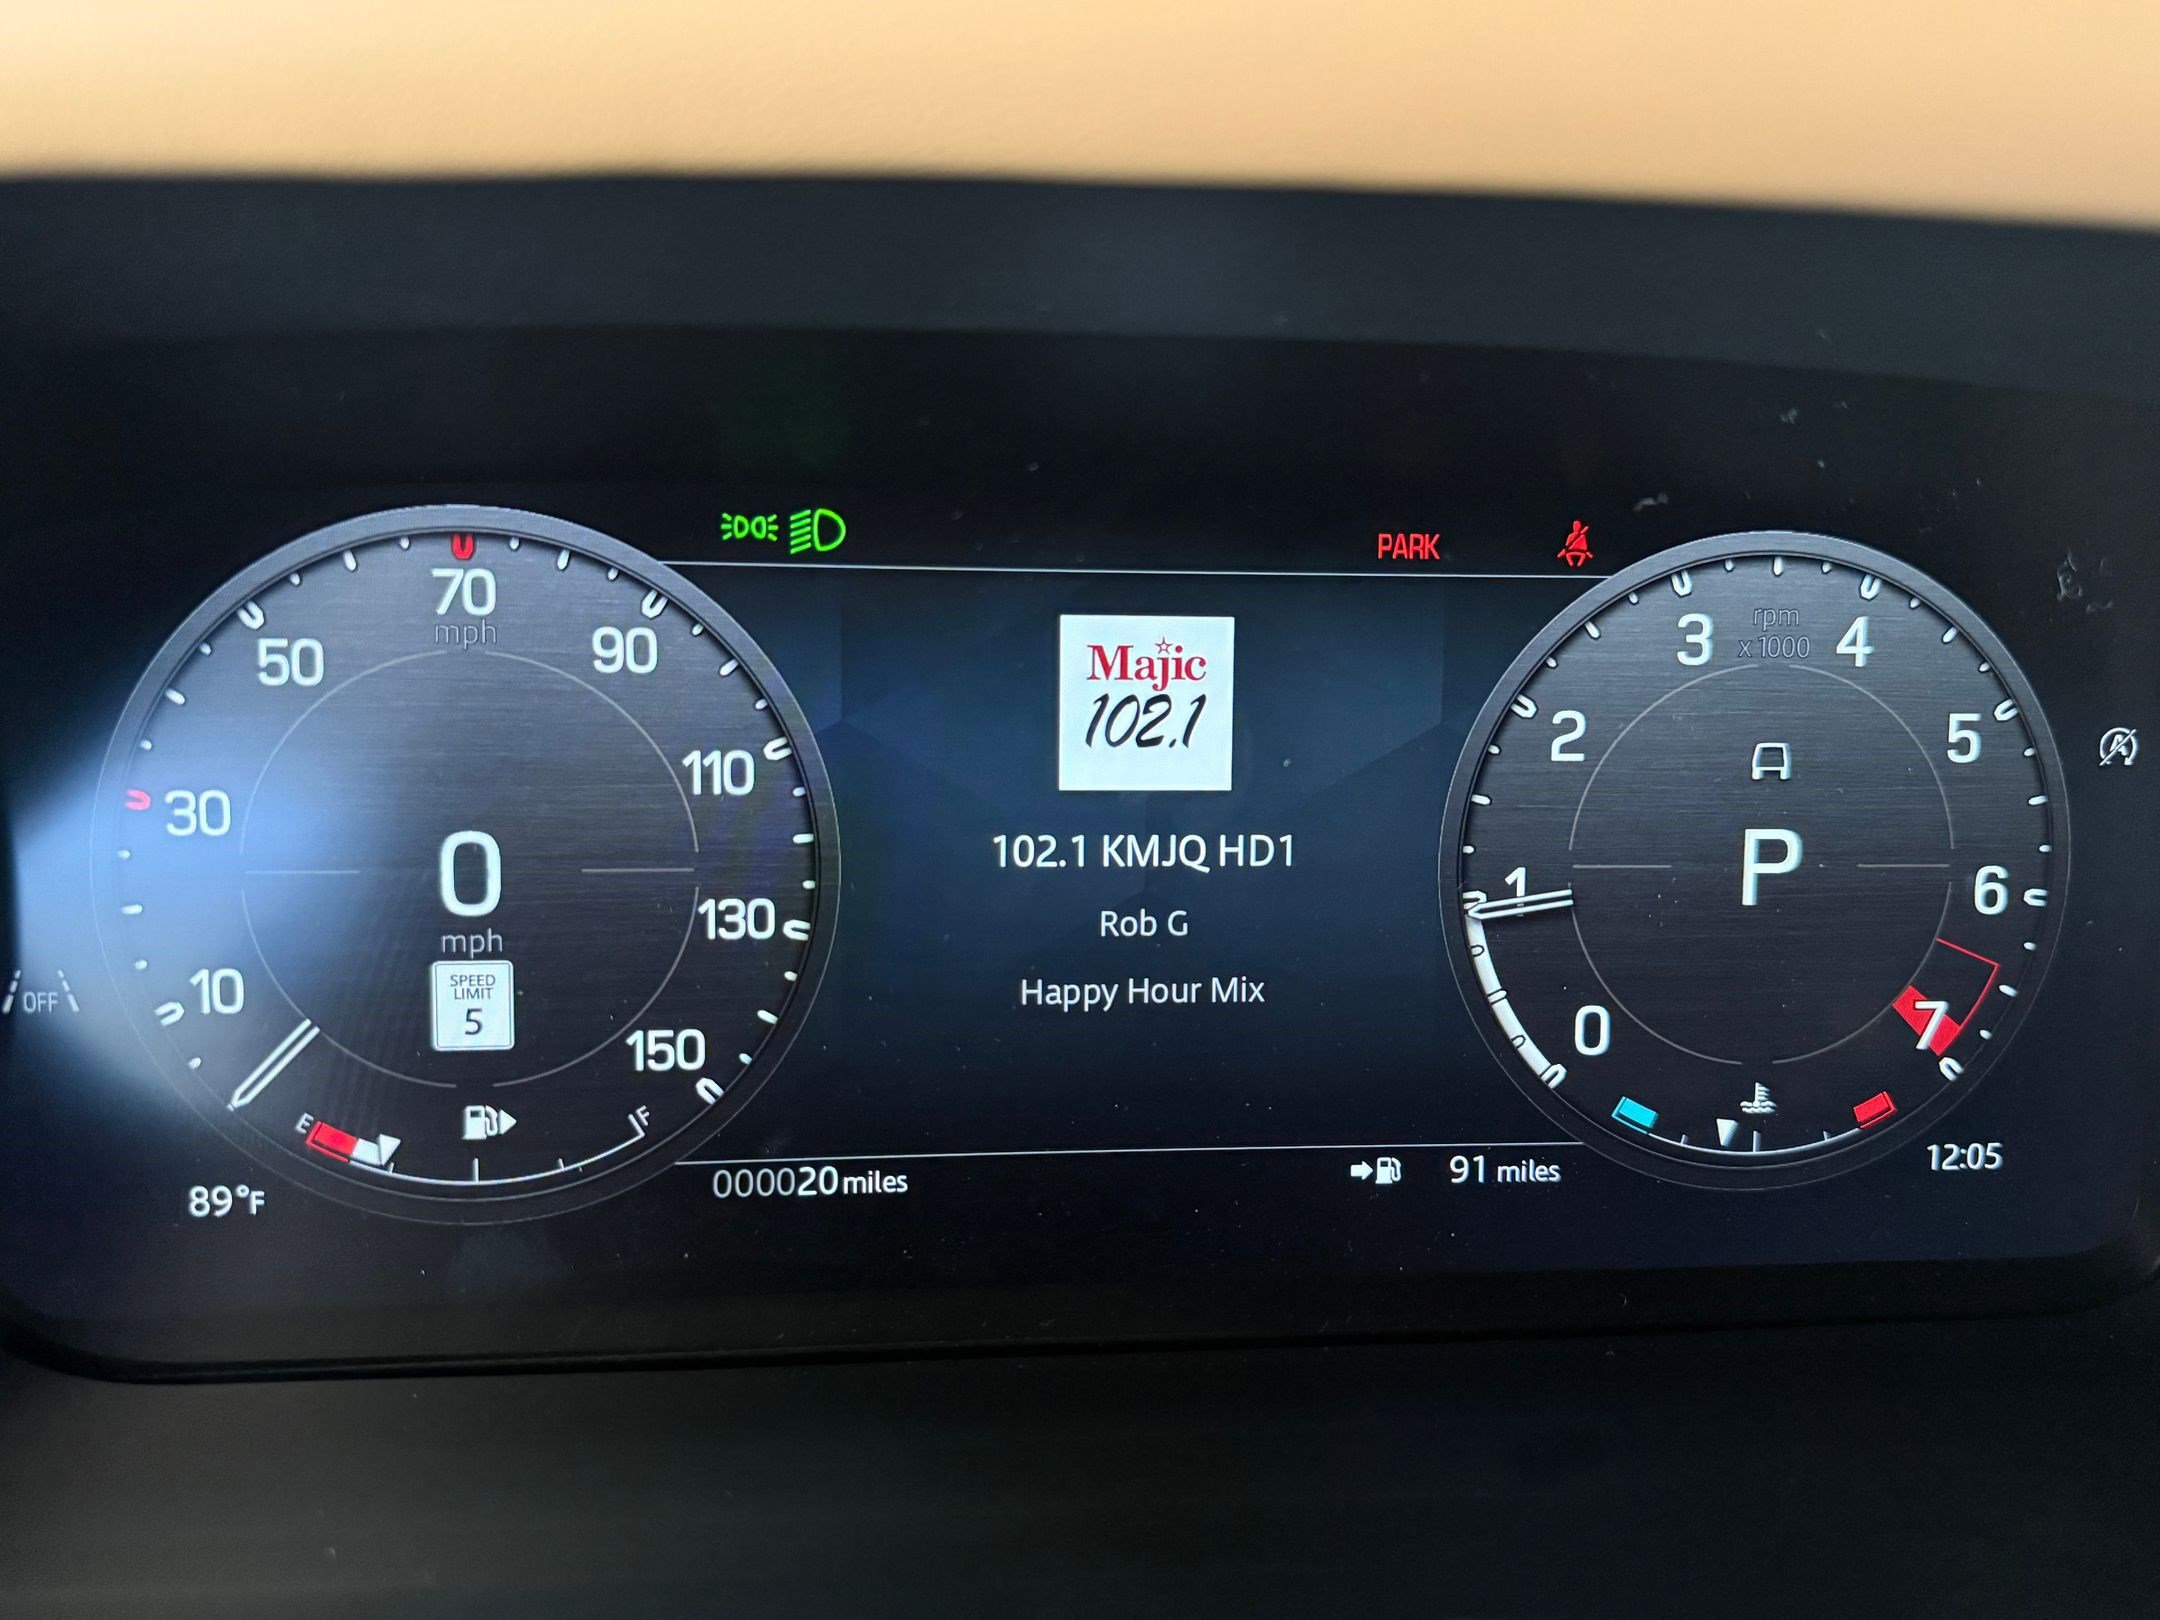 PARK
70
mph
50
90
30
110
10
130
150
0
mph
SPEED
LIMIT
5
E
F
OFF
89°F
Majic
102.1
102.1 KMJQ HD1
Rob G
Happy Hour Mix
000020 miles
91 miles
rpm
x 1000
3
4
2
5
1
6
0
7
P
A
12:05